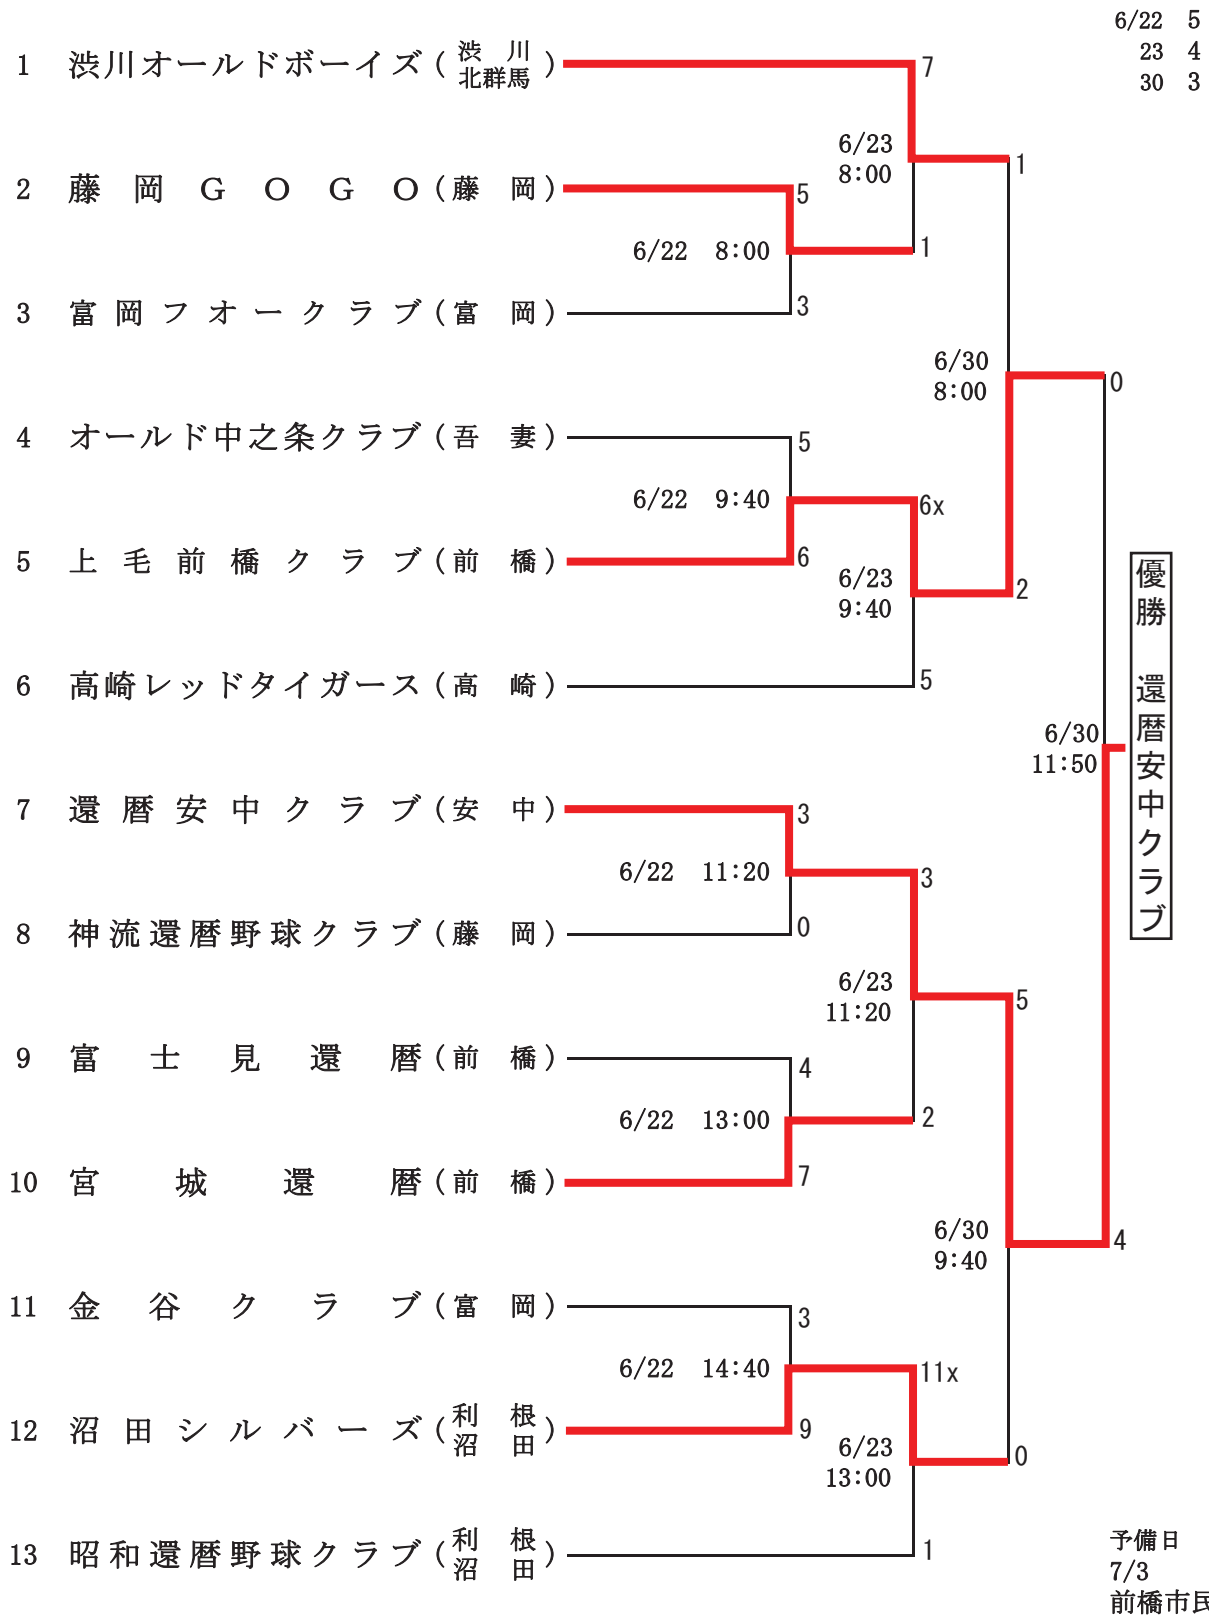 6/22 5
23 4
30 3
1 渋川オールドボーイズ(渋川北群馬) 7
6/23
8:00
1
2 藤岡GOGO(藤岡) 5
6/22 8:00
1
3 富岡フオークラブ(富岡) 3
6/30
8:00
0
4 オールド中之条クラブ(吾妻) 5
6/22 9:40
6x
5 上毛前橋クラブ(前橋) 6
6/23
9:40
2
6 高崎レッドタイガース(高崎) 5
6/30
11:50
優勝 還暦安中クラブ
7 還暦安中クラブ(安中) 3
6/22 11:20
3
8 神流還暦野球クラブ(藤岡) 0
6/23
11:20
5
9 富士見還暦(前橋) 4
6/22 13:00
2
10 宮城還暦(前橋) 7
6/30
9:40
4
11 金谷クラブ(富岡) 3
6/22 14:40
11x
12 沼田シルバーズ(利根沼田) 9
6/23
13:00
0
13 昭和還暦野球クラブ(利根沼田) 1
予備日
7/3
前橋市民